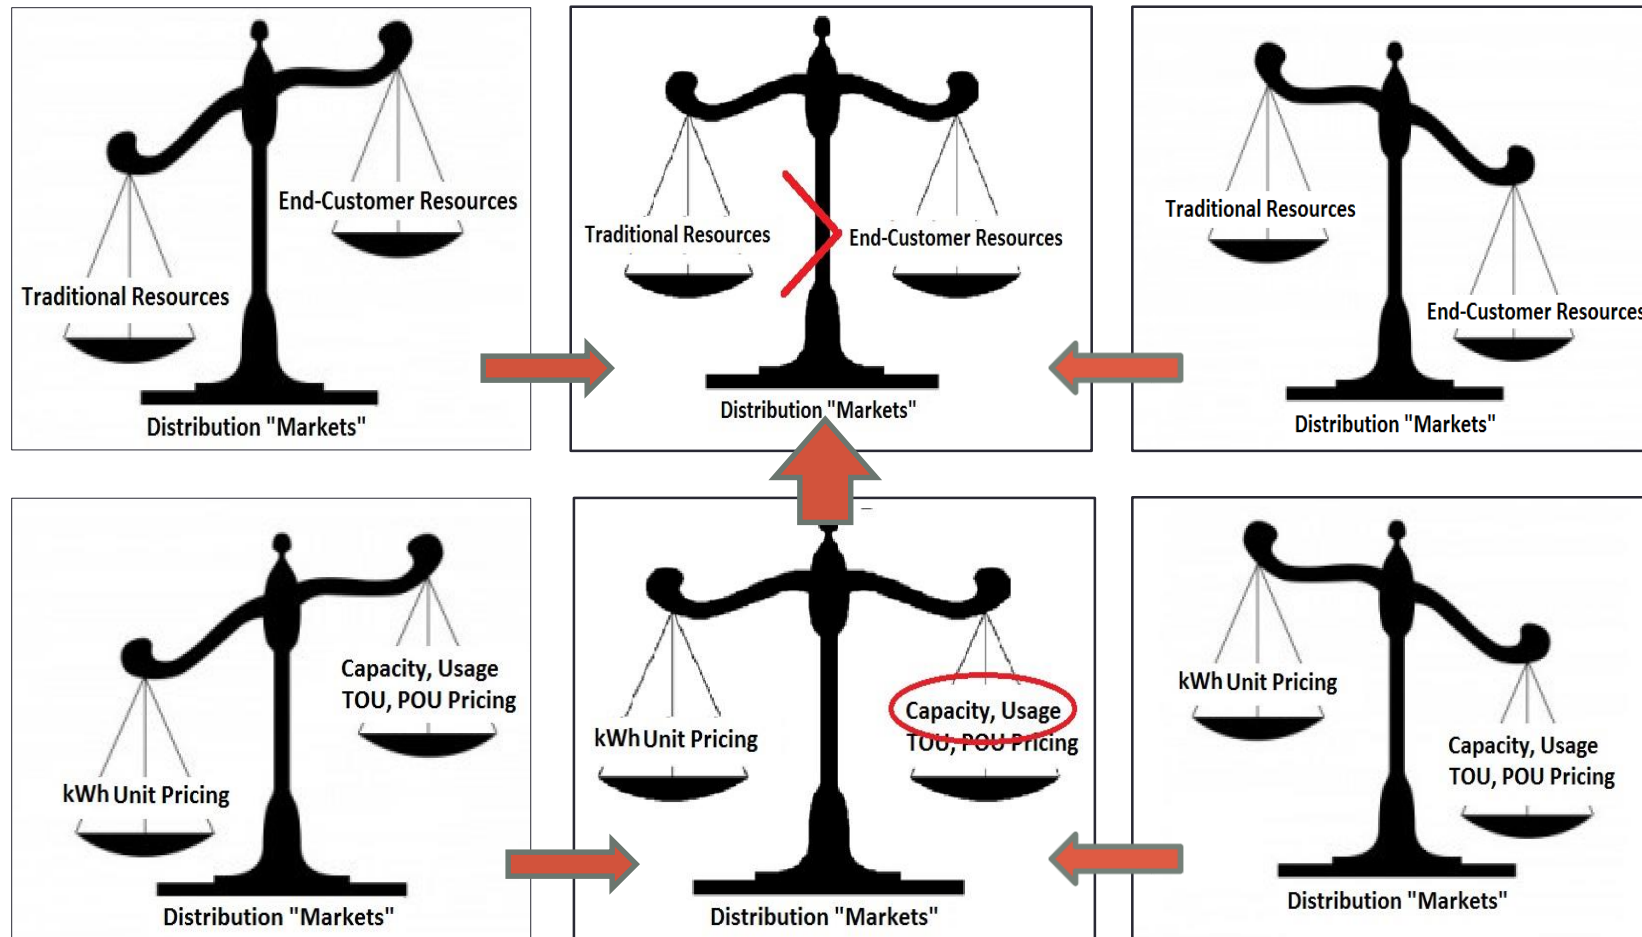 End-Customer Resources
Traditional Resources
Distribution "Markets"
Traditional Resources
End-Customer Resources
Distribution "Markets"
Traditional Resources
End-Customer Resources
Distribution "Markets"
Capacity, Usage
TOU, POU Pricing
kWh Unit Pricing
Distribution "Markets"
kWh Unit Pricing
Capacity, Usage
TOU, POU Pricing
Distribution "Markets"
kWh Unit Pricing
Capacity, Usage
TOU, POU Pricing
Distribution "Markets"